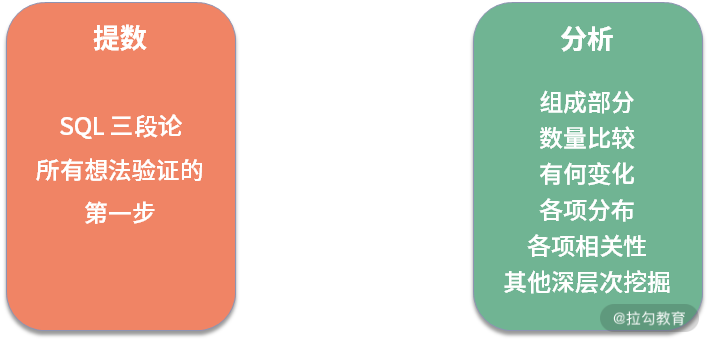 提数
SQL 三段论
所有想法验证的
第一步
分析
组成部分
数量比较
有何变化
各项分布
各项相关性
其他深层次挖掘
@拉勾教育